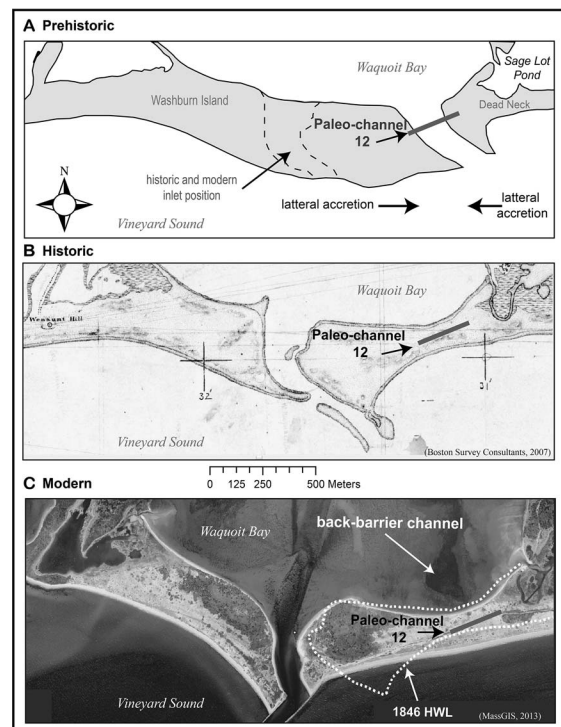 A Prehistoric
Waquoit Bay
Sage Lot
Pond
Washburn Island
Dead Neck
Paleo-channel
12
historic and modern
inlet position
N
lattral accretion
lattral
accretion
Vineyard Sound
B Historic
Waquoit Bay
Paleo-channel
12
32'
31'
Vineyard Sound
(Boston Survey Consultants, 2007)
0 125 250 500 Meters
C Modern
Waquoit Bay
back-barrier channel
Paleo-channel
12
Vineyard Sound
1846 HWL
(MassGIS, 2013)